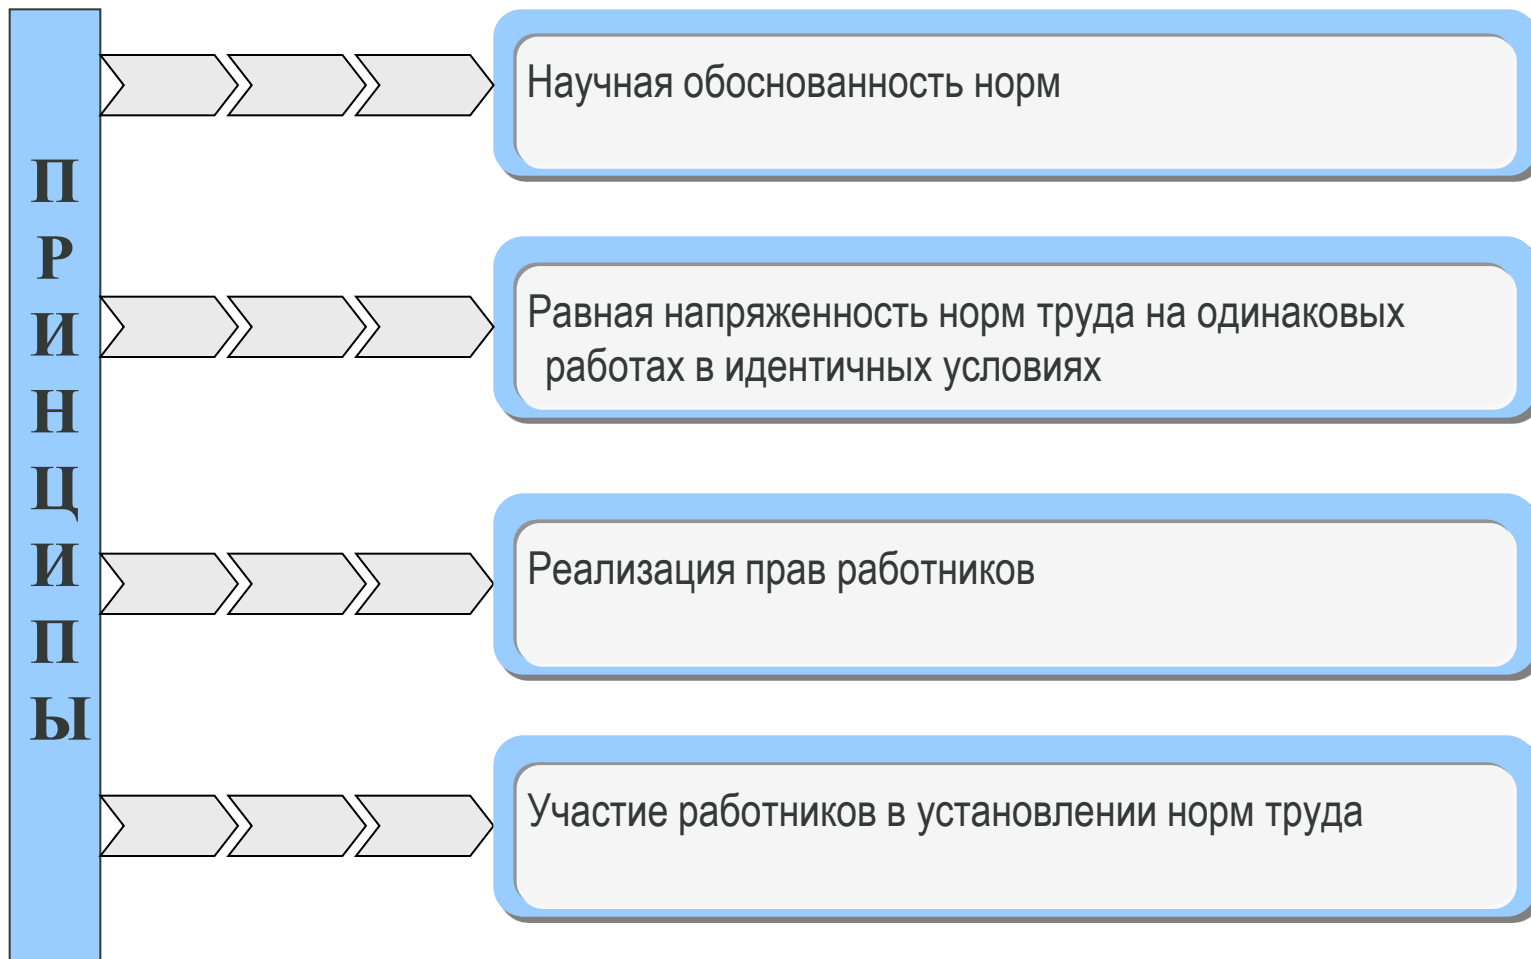 ПРИНЦИПЫ
Научная обоснованность норм
Равная напряженность норм труда на одинаковых
работах в идентичных условиях
Реализация прав работников
Участие работников в установлении норм труда